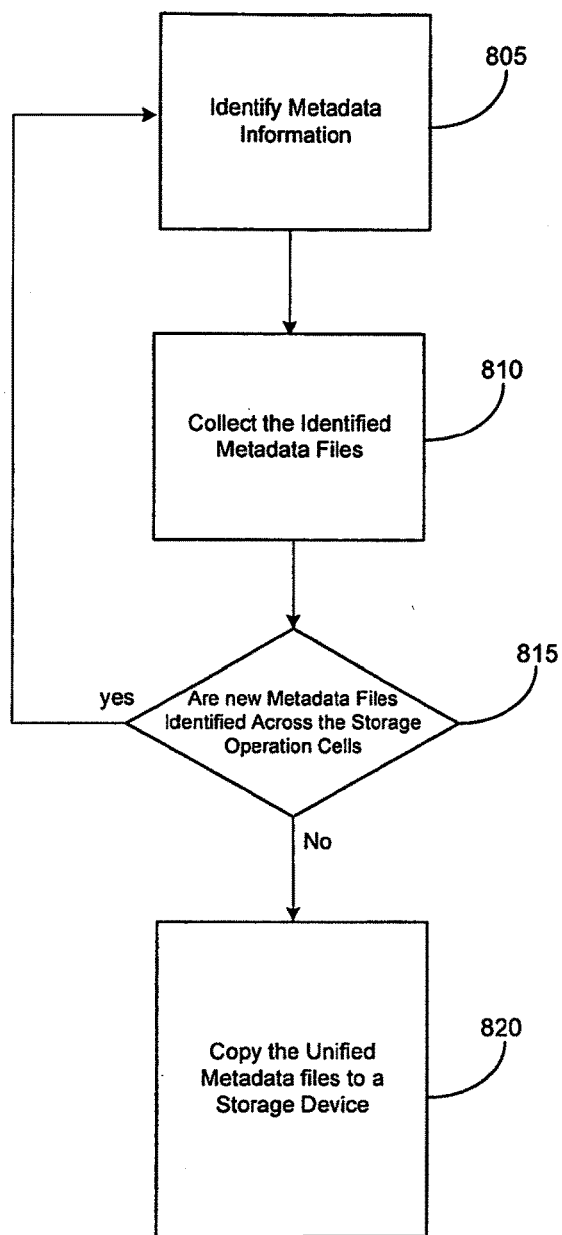 805
Identify Metadata
Information
810
Collect the Identified
Metadata Files
815
yes
Are new Metadata Files
Identified Across the Storage
Operation Cells
No
820
Copy the Unified
Metadata files to a
Storage Device